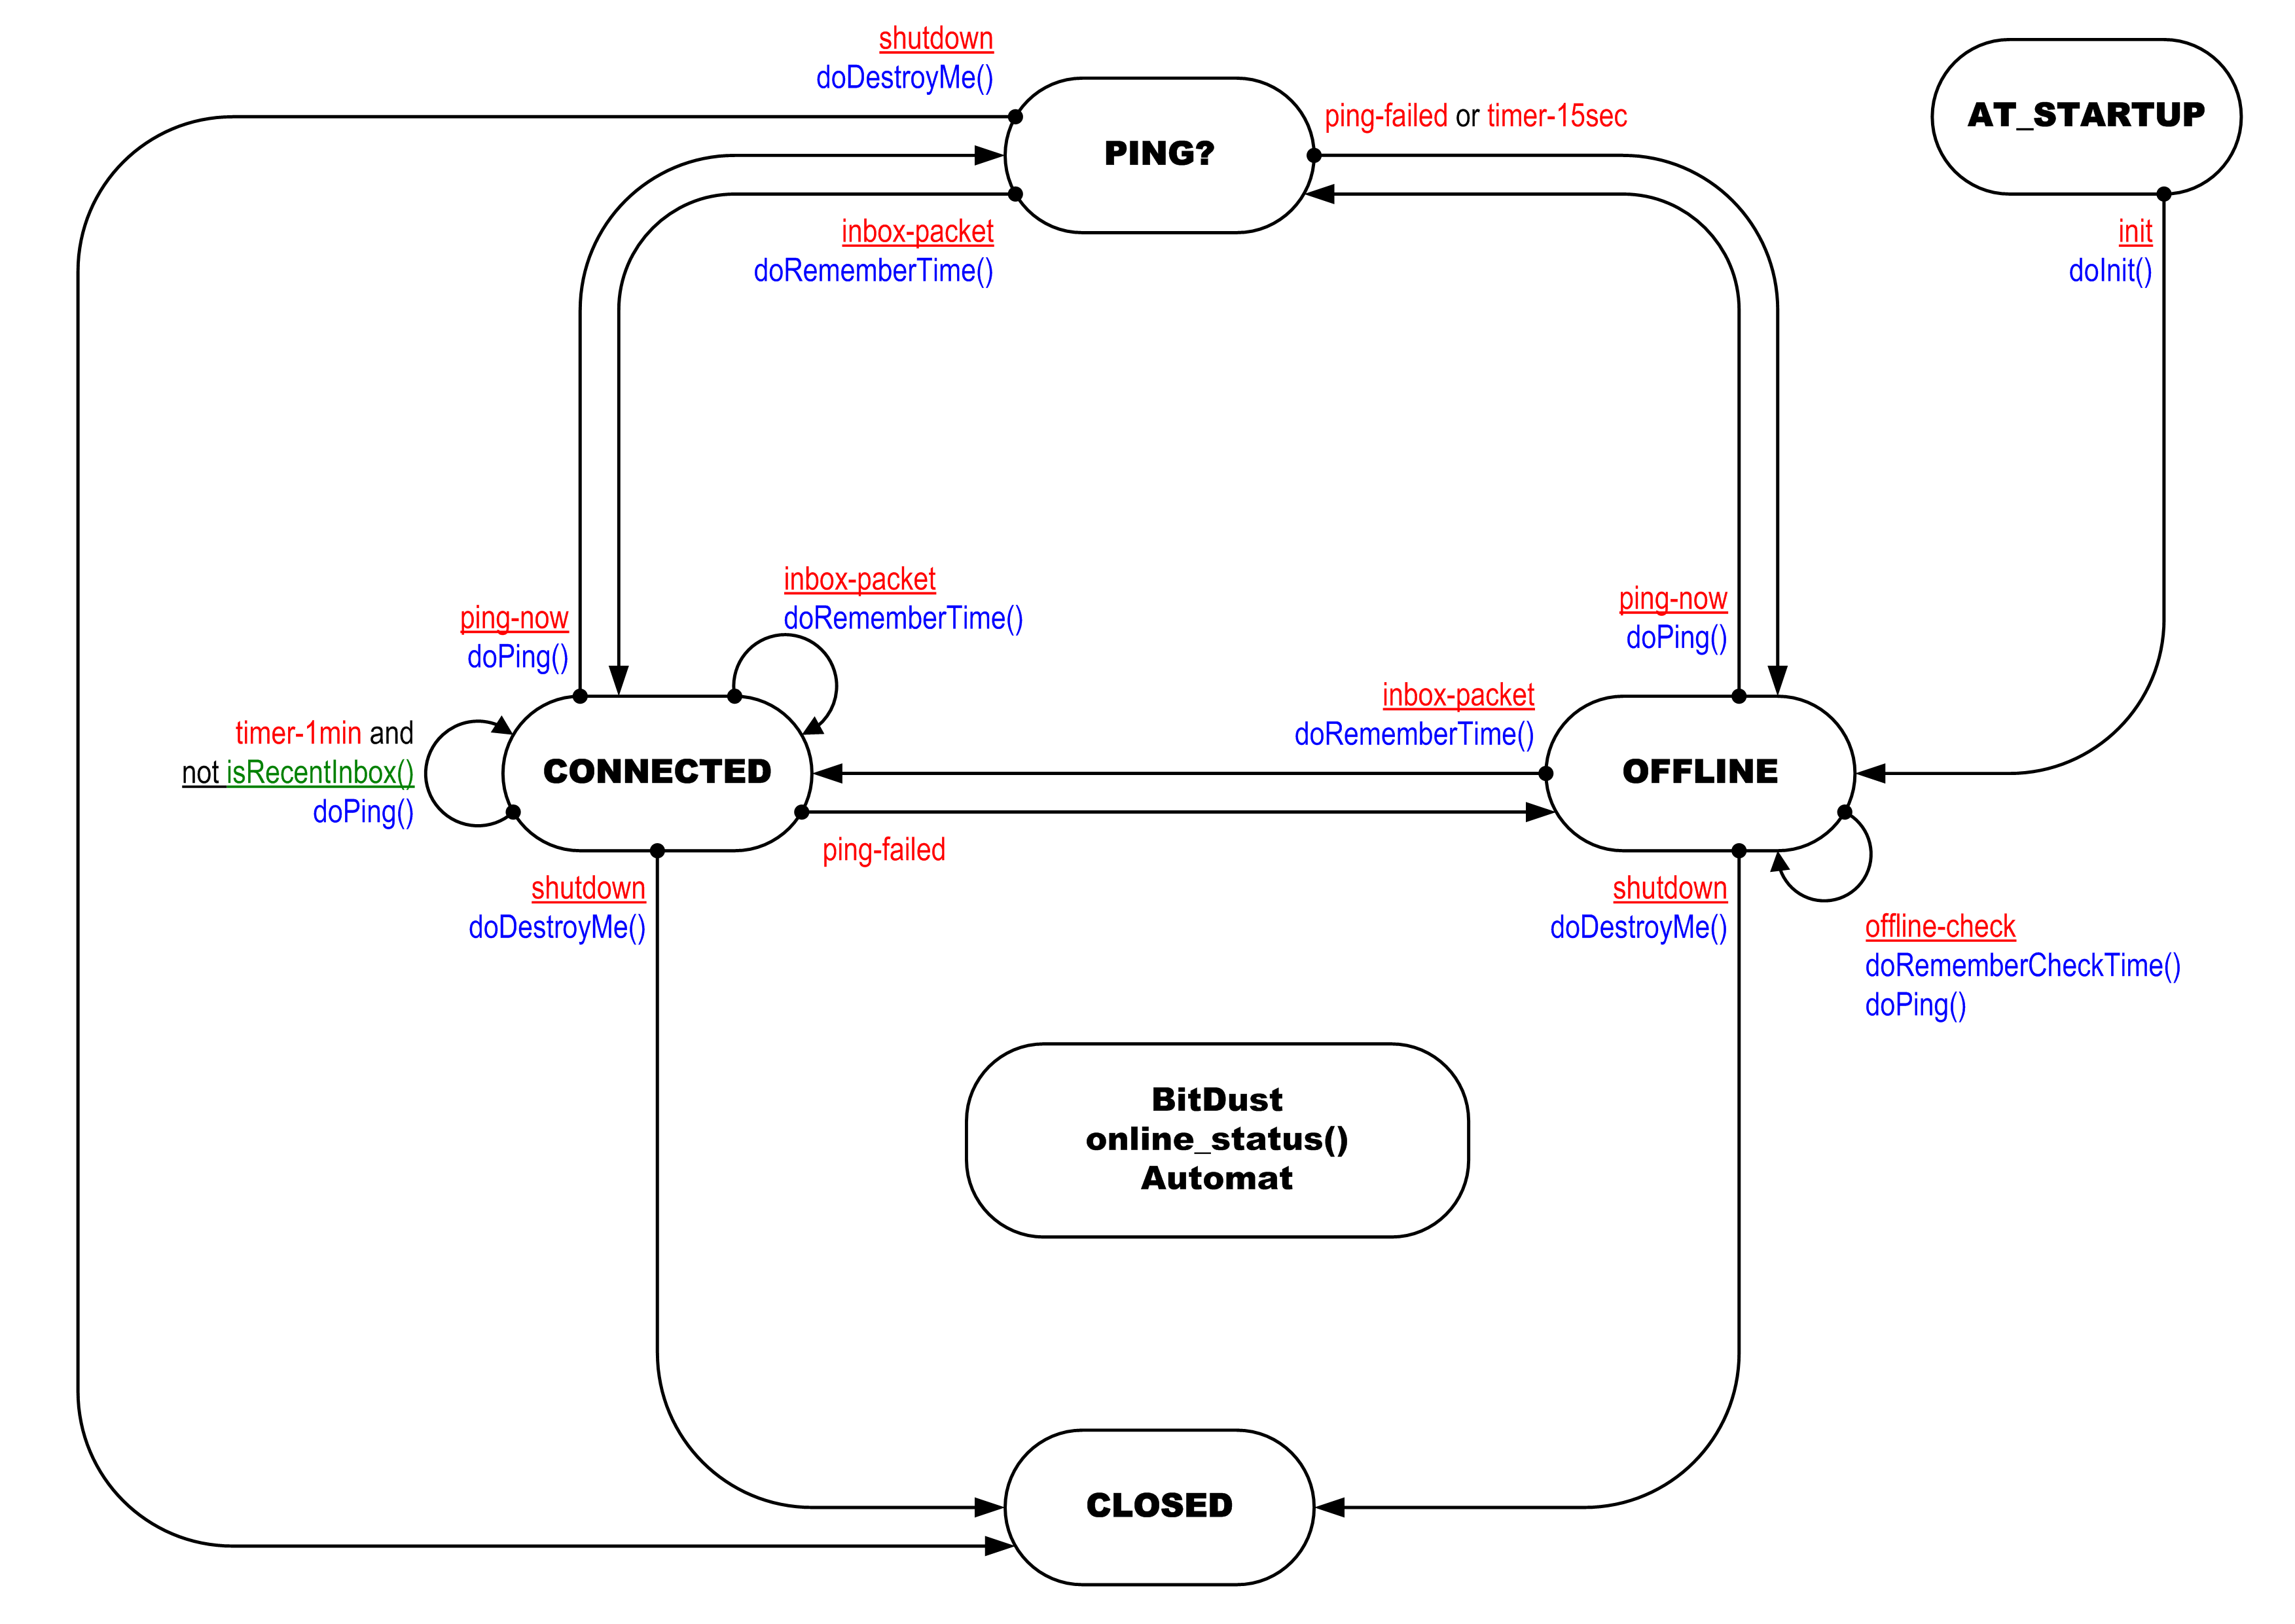 shutdown
doDestroyMe()
PING?
ping-failed or timer-15sec
AT_STARTUP
inbox-packet
doRememberTime()
init
doInit()
inbox-packet
doRememberTime()
ping-now
doPing()
ping-now
doPing()
timer-1min and
not isRecentInbox()
doPing()
CONNECTED
inbox-packet
doRememberTime()
OFFLINE
ping-failed
shutdown
doDestroyMe()
shutdown
doDestroyMe()
offline-check
doRememberCheckTime()
doPing()
BitDust
online_status()
Automat
CLOSED